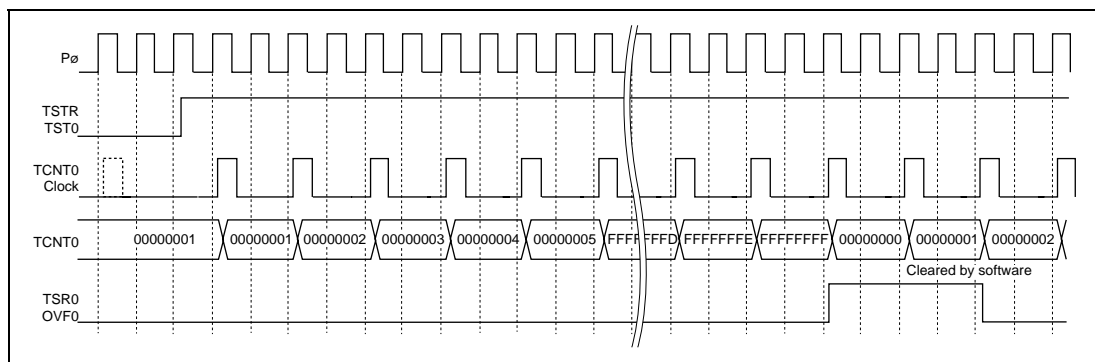 Pø
TSTR
TST0
TCNT0
Clock
TCNT0 00000001 00000001 00000002 00000003 00000004 00000005 FFFFFFFD FFFFFFFE FFFFFFFF 00000000 00000001 00000002
Cleared by software
TSR0
OVF0